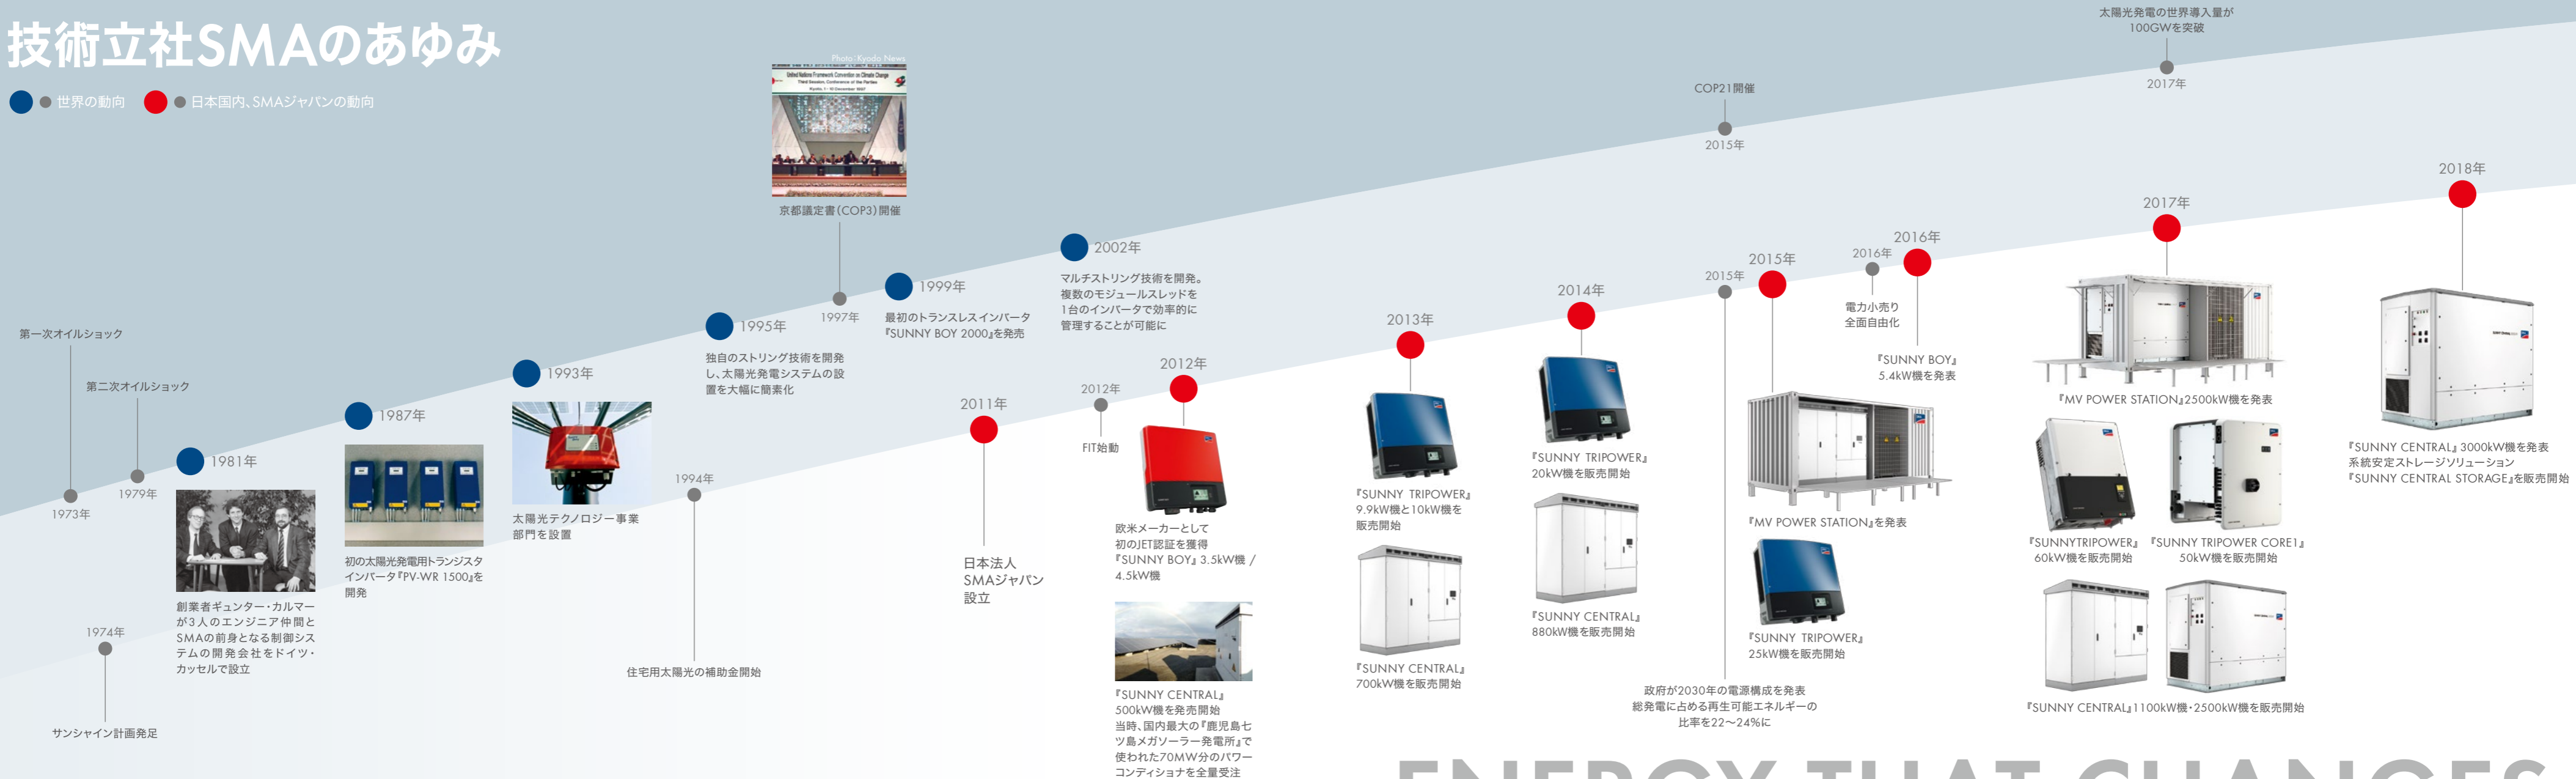 技術立社SMAのあゆみ
世界の動向
日本国内、SMAジャパンの動向
第一次オイルショック
1973年
1974年
サンシャイン計画発足
第二次オイルショック
1979年
1981年
創業者ギュンター・カルマー
が3人のエンジニア仲間と
SMAの前身となる制御シス
テムの開発会社をドイツ・
カッセルで設立
1987年
初の太陽光発電用トランジスタ
インバータ『PV-WR 1500』を
開発
1993年
太陽光テクノロジー事業
部門を設置
1994年
住宅用太陽光の補助金開始
1995年
独自のストリング技術を開発
し、太陽光発電システムの設
置を大幅に簡素化
Photo：Kyodo News
United Nations Framework Convention on Climate Change
Third Session, Conference of the Parties
Kyoto, 1 - 10 December 1997
京都議定書（COP3）開催
1997年
1999年
最初のトランスレスインバータ
『SUNNY BOY 2000』を発売
2002年
マルチストリング技術を開発。
複数のモジュールスレッドを
1台のインバータで効率的に
管理することが可能に
2011年
日本法人
SMAジャパン
設立
2012年
FIT始動
2012年
欧米メーカーとして
初のJET認証を獲得
『SUNNY BOY』3.5kW機 /
4.5kW機
『SUNNY CENTRAL』
500kW機を発売開始
当時、国内最大の『鹿児島七
ツ島メガソーラー発電所』で
使われた70MW分のパワー
コンディショナを全量受注
2013年
『SUNNY TRIPOWER』
9.9kW機と10kW機を
販売開始
『SUNNY CENTRAL』
700kW機を販売開始
2014年
『SUNNY TRIPOWER』
20kW機を販売開始
『SUNNY CENTRAL』
880kW機を販売開始
COP21開催
2015年
2015年
政府が2030年の電源構成を発表
総発電に占める再生可能エネルギーの
比率を22〜24%に
2015年
『MV POWER STATION』を発表
『SUNNY TRIPOWER』
25kW機を販売開始
2016年
電力小売り
全面自由化
2016年
『SUNNY BOY』
5.4kW機を発表
太陽光発電の世界導入量が
100GWを突破
2017年
2017年
『MV POWER STATION』2500kW機を発表
『SUNNYTRIPOWER』
60kW機を販売開始
『SUNNY TRIPOWER CORE1』
50kW機を販売開始
『SUNNY CENTRAL』1100kW機・2500kW機を販売開始
2018年
『SUNNY CENTRAL』3000kW機を発表
系統安定ストレージソリューション
『SUNNY CENTRAL STORAGE』を販売開始
ENERGY THAT CHANGES